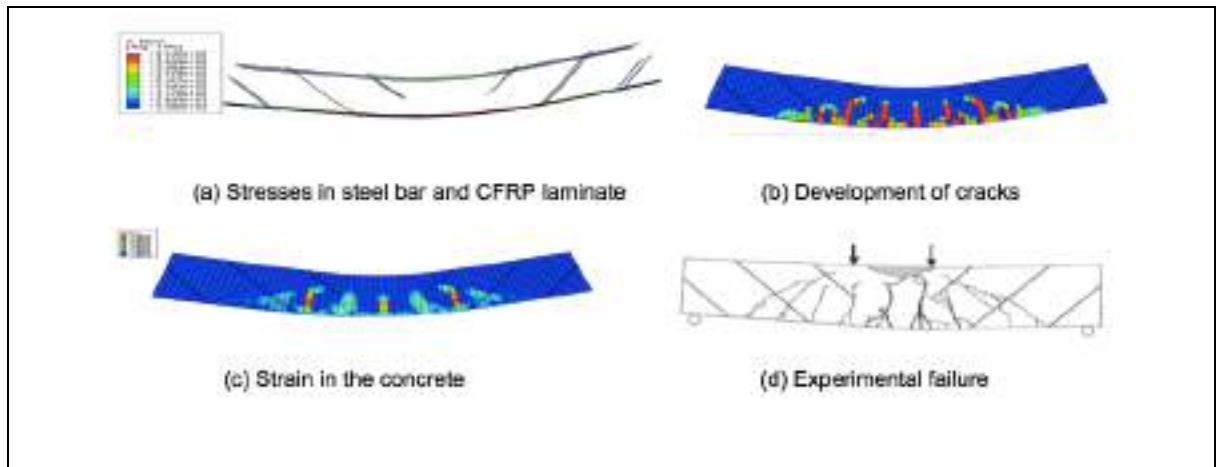 (a) Stresses in steel bar and CFRP laminate
(b) Development of cracks
(c) Strain in the concrete
(d) Experimental failure